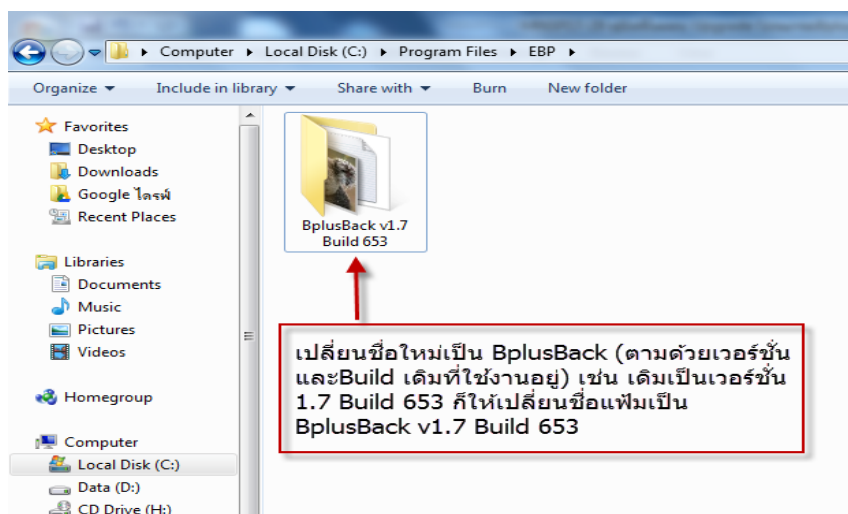 Computer ▸ Local Disk (C:) ▸ Program Files ▸ EBP ▸
Organize Include in library Share with Burn New folder
Favorites
Desktop
Downloads
Google ไดรฟ์
Recent Places
Libraries
Documents
Music
Pictures
Videos
Homegroup
Computer
Local Disk (C:)
Data (D:)
CD Drive (H:)
BplusBack v1.7
Build 653
เปลี่ยนชื่อใหม่เป็น BplusBack (ตามด้วยเวอร์ชั่น
และBuild เดิมที่ใช้งานอยู่) เช่น เดิมเป็นเวอร์ชั่น
1.7 Build 653 ก็ให้เปลี่ยนชื่อแฟ้มเป็น
BplusBack v1.7 Build 653